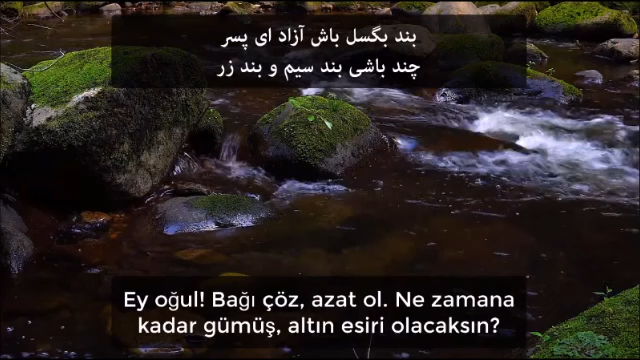 بند بگسل باش آزاد ای پسر
چند باشی بند سیم و بند زر
Ey oğul! Bağı çöz, azat ol. Ne zamana
kadar gümüş, altın esiri olacaksın?